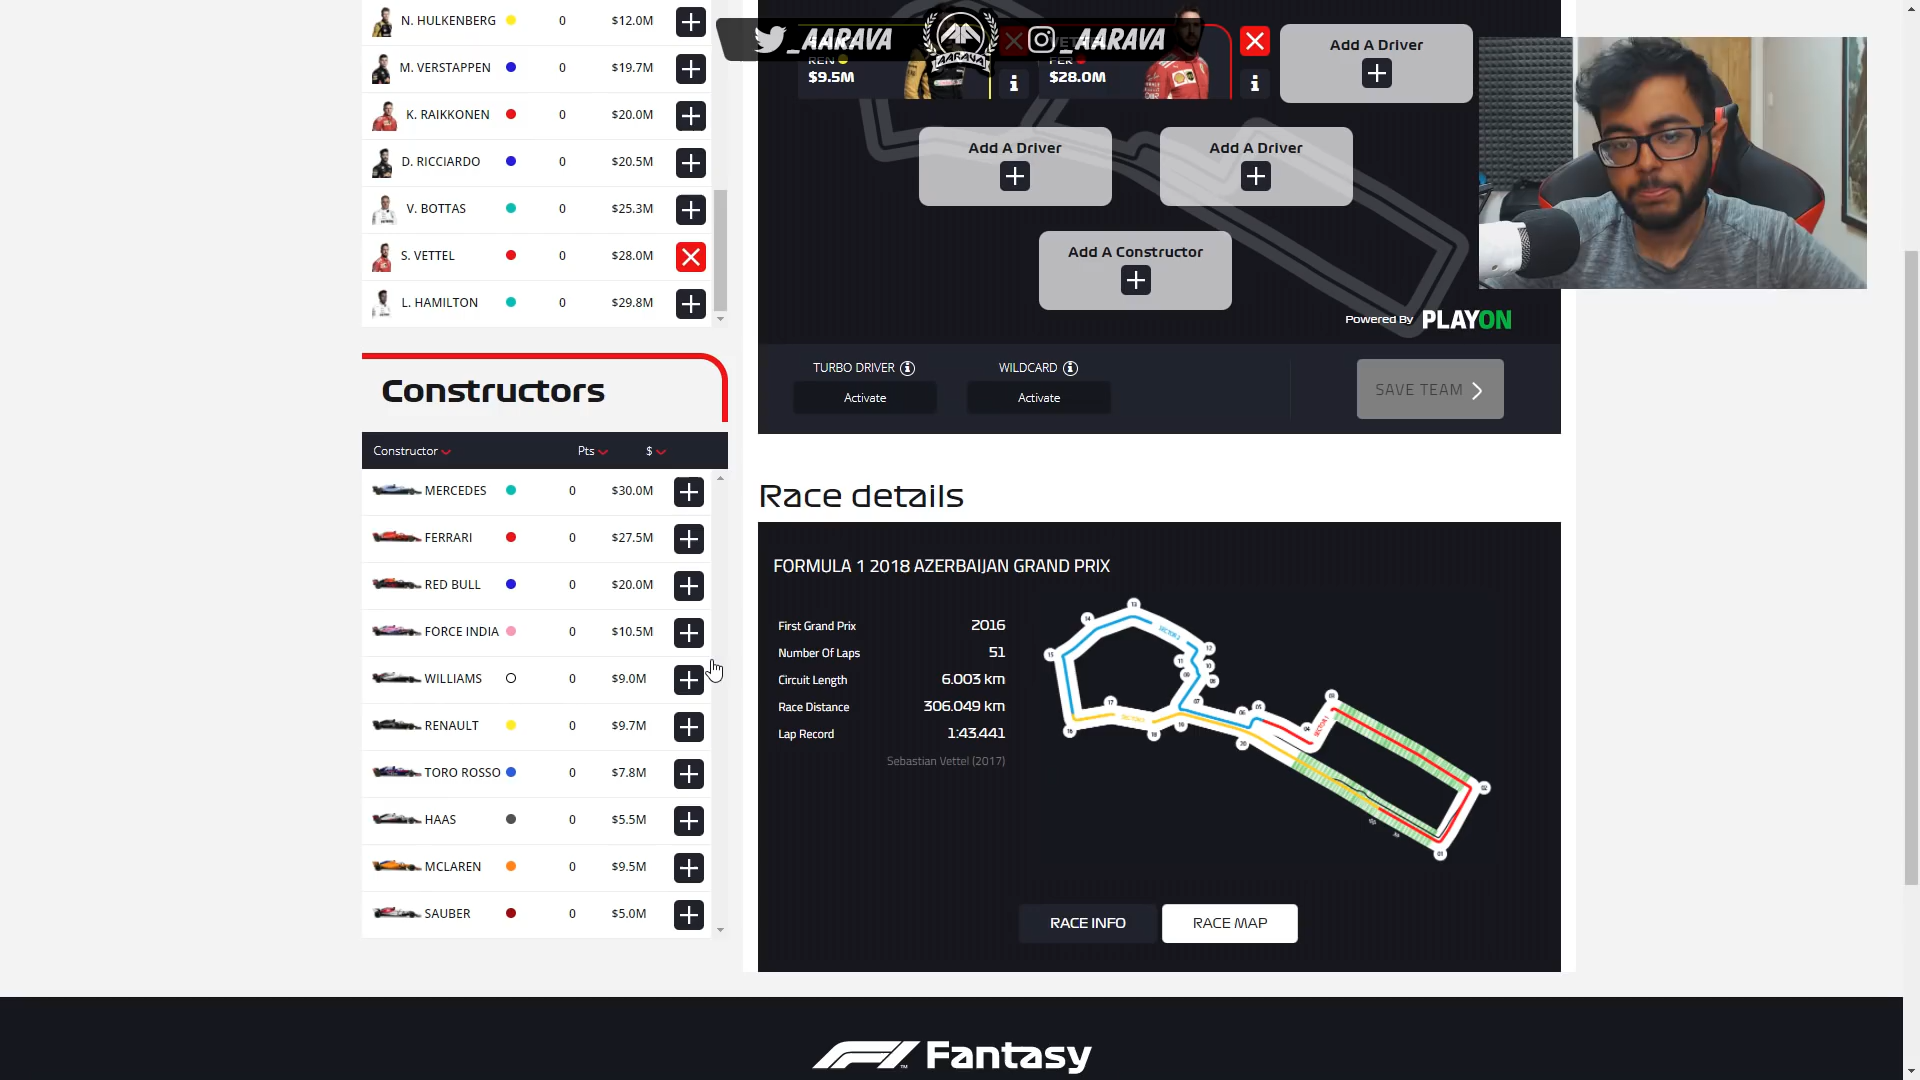 N. HULKENBERG 0 $12.0M
M. VERSTAPPEN 0 $19.7M
K. RAIKKONEN 0 $20.0M
D. RICCIARDO 0 $20.5M
V. BOTTAS 0 $25.3M
S. VETTEL 0 $28.0M
L. HAMILTON 0 $29.8M
Constructors
Constructor Pts $
MERCEDES 0 $30.0M
FERRARI 0 $27.5M
RED BULL 0 $20.0M
FORCE INDIA 0 $10.5M
WILLIAMS 0 $9.0M
RENAULT 0 $9.7M
TORO ROSSO 0 $7.8M
HAAS 0 $5.5M
MCLAREN 0 $9.5M
SAUBER 0 $5.0M
_AARAVA
AARAVA
_AARAVA
REN
$9.5M
FER
$28.0M
Add A Driver
Add A Driver
Add A Driver
Add A Constructor
Powered By PLAYON
TURBO DRIVER
Activate
WILDCARD
Activate
SAVE TEAM
Race details
FORMULA 1 2018 AZERBAIJAN GRAND PRIX
First Grand Prix 2016
Number Of Laps 51
Circuit Length 6.003 km
Race Distance 306.049 km
Lap Record 1:43.441
Sebastian Vettel (2017)
RACE INFO
RACE MAP
F1 Fantasy